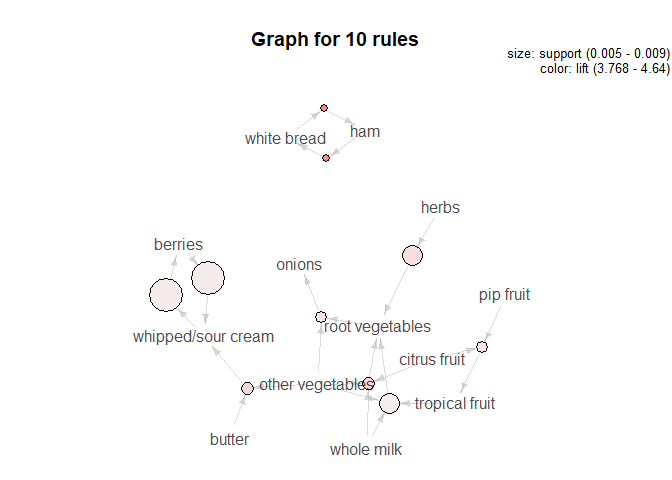 Graph for 10 rules
size: support (0.005 - 0.009)
color: lift (3.768 - 4.64)
white bread
ham
herbs
berries
onions
pip fruit
root vegetables
whipped/sour cream
citrus fruit
other vegetables
tropical fruit
butter
whole milk